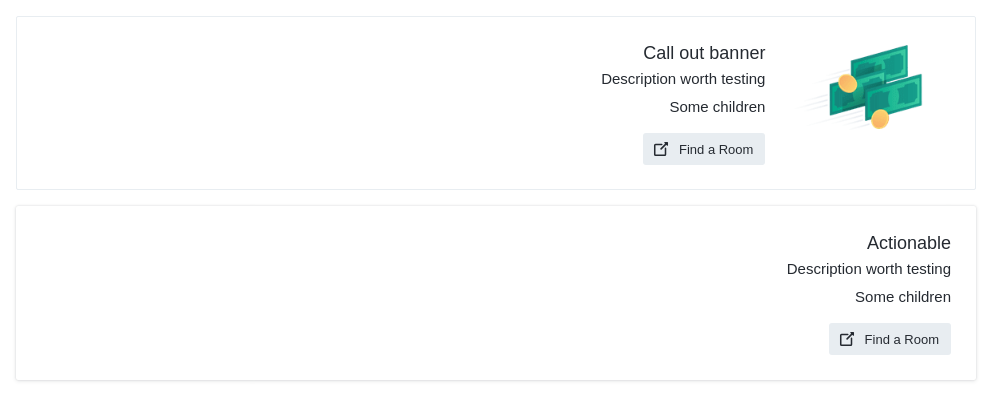 Call out banner
Description worth testing
Some children
Find a Room
Actionable
Description worth testing
Some children
Find a Room